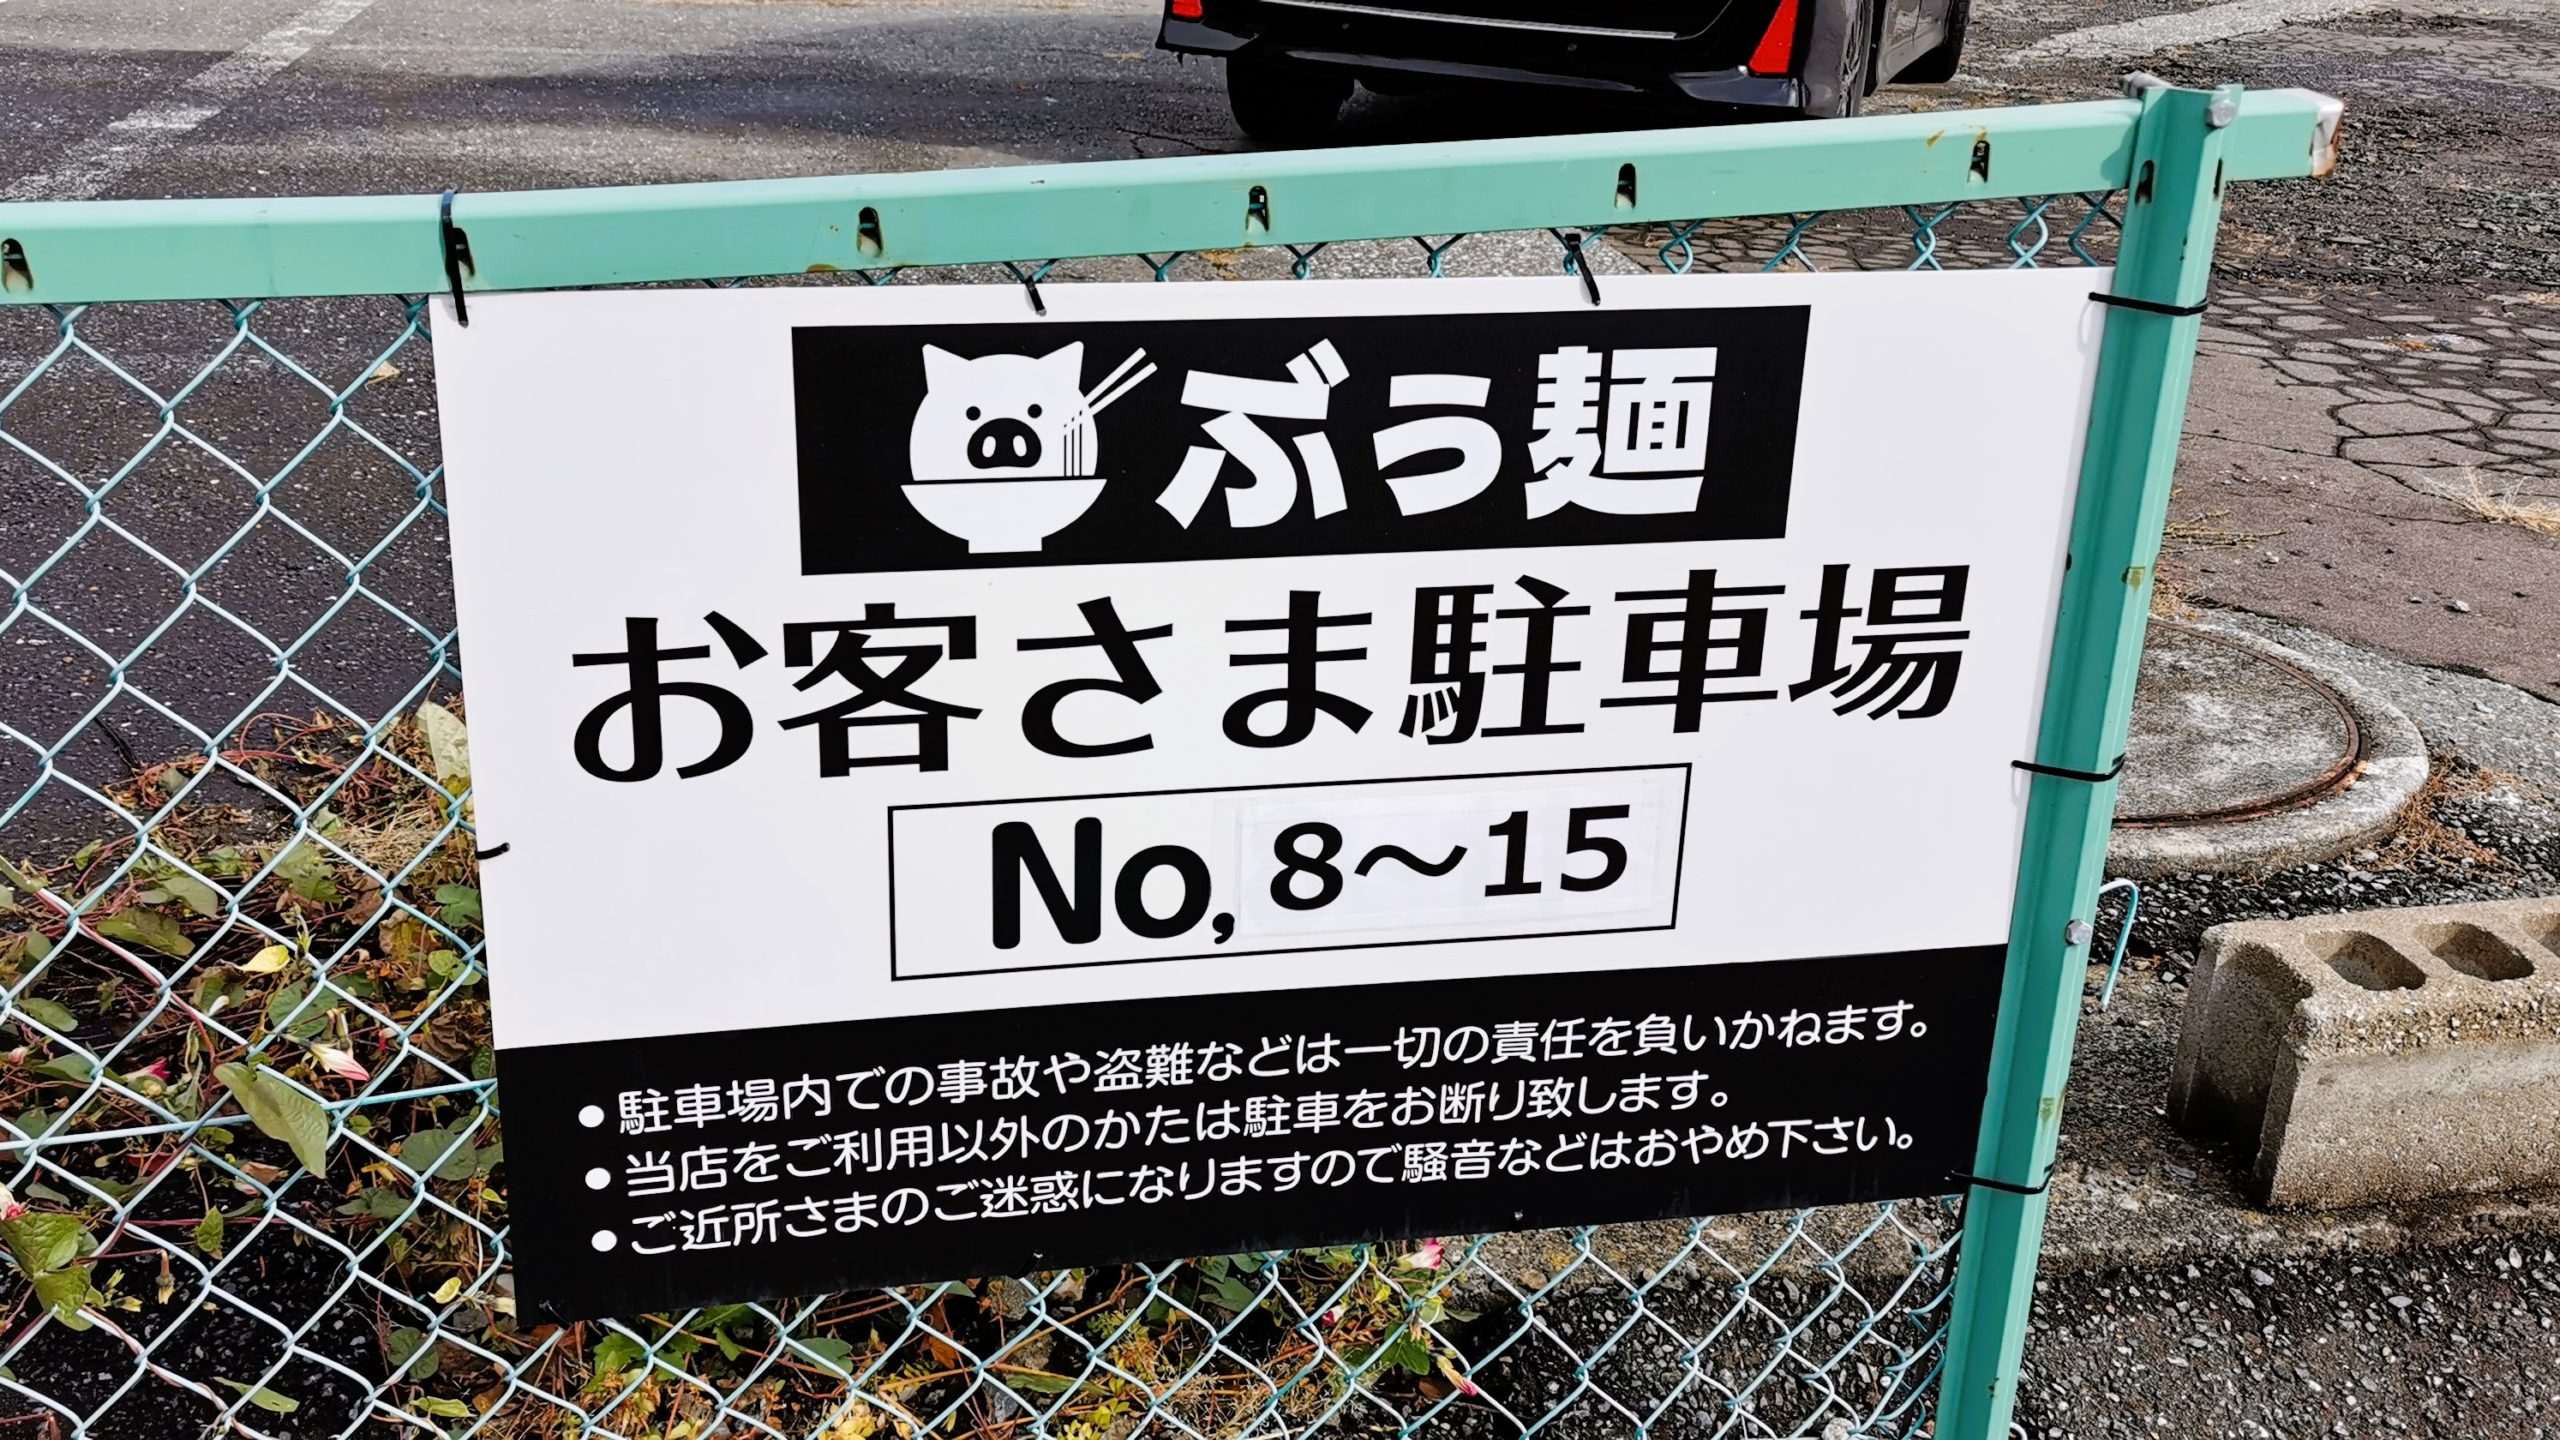 ぶぅ麺
お客さま駐車場
No, 8～15
●駐車場内での事故や盗難などは一切の責任を負いかねます。
●当店をご利用以外のかたは駐車をお断り致します。
●ご近所さまのご迷惑になりますので騒音などはおやめ下さい。